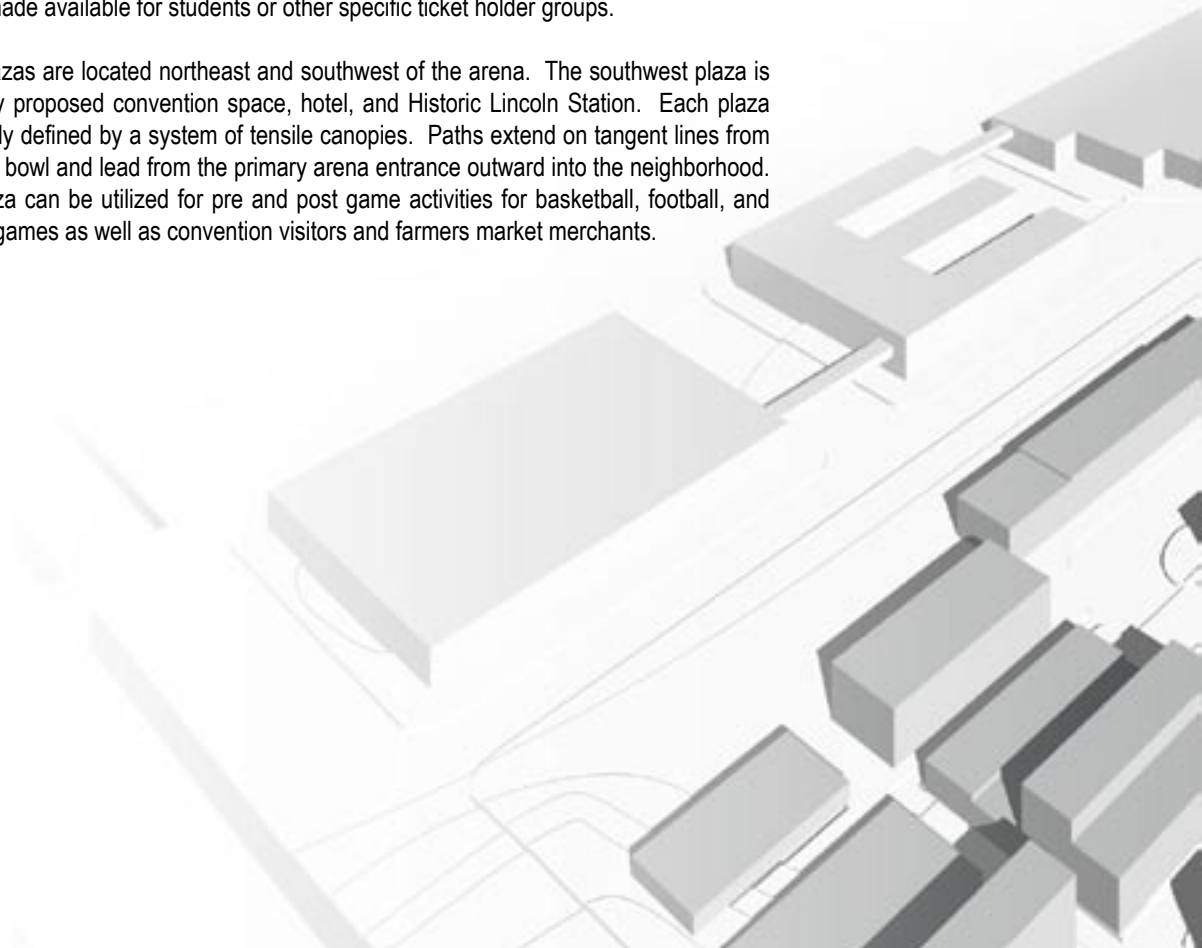 made available for students or other specific ticket holder groups.
azas are located northeast and southwest of the arena. The southwest plaza is
y proposed convention space, hotel, and Historic Lincoln Station. Each plaza
ly defined by a system of tensile canopies. Paths extend on tangent lines from
bowl and lead from the primary arena entrance outward into the neighborhood.
za can be utilized for pre and post game activities for basketball, football, and
games as well as convention visitors and farmers market merchants.